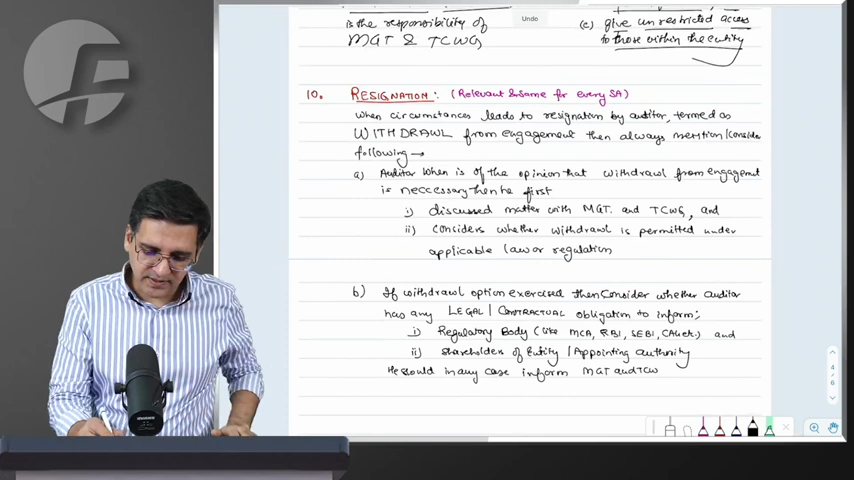 is the responsibility of
MGT & TCWG
Undo
(c) give unrestricted access
to those within the entity
10. RESIGNATION: (Relevant & Same for every SA)
When circumstances leads to resignation by auditor, termed as
WITHDRAWL from engagement then always mention/consider
following →
a) Auditor When is of the opinion that withdrawl from engagement
is neccessary then he first
i) discussed matter with MGT. and TCWG, and
ii) Considers whether withdrawl is permitted under
applicable law or regulation
b) If withdrawl option exercised then Consider whether auditor
has any LEGAL / CONTRACTUAL obligation to inform:
i) Regulatory Body (like MCA, RBI, SEBI, CAG etc.) and
ii) Shareholders of Entity / Appointing authority
He should in any case inform MGT and TCW
4/6